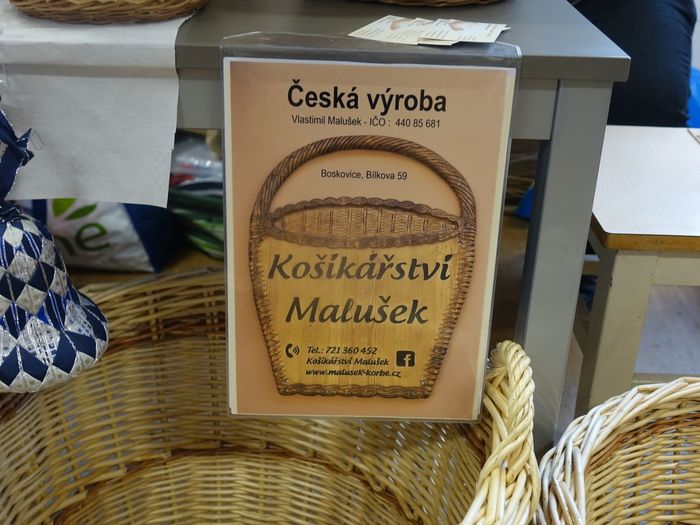 Česká výroba
Vlastimil Malušek - IČO : 440 85 681
Boskovice, Bílkova 59
Košíkářství
Malušek
Tel.: 721 360 452
Košíkářství Malušek
www.malusek-korbe.cz
f